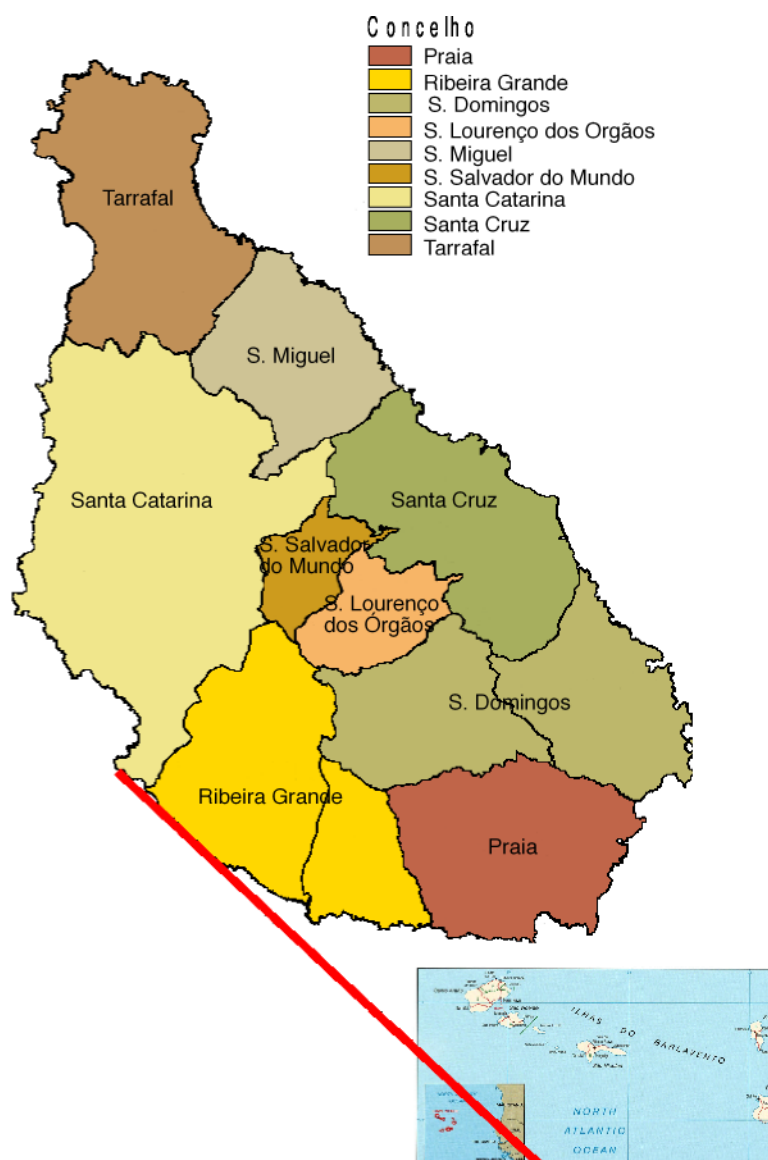 Concelho
Praia
Ribeira Grande
S. Domingos
S. Lourenço dos Orgãos
S. Miguel
S. Salvador do Mundo
Santa Catarina
Santa Cruz
Tarrafal
Tarrafal
S. Miguel
Santa Catarina
Santa Cruz
S. Salvador
do Mundo
S. Lourenço
dos Órgãos
S. Domingos
Ribeira Grande
Praia
ILHAS DO BARLAVENTO
NORTH
ATLANTIC
OCEAN